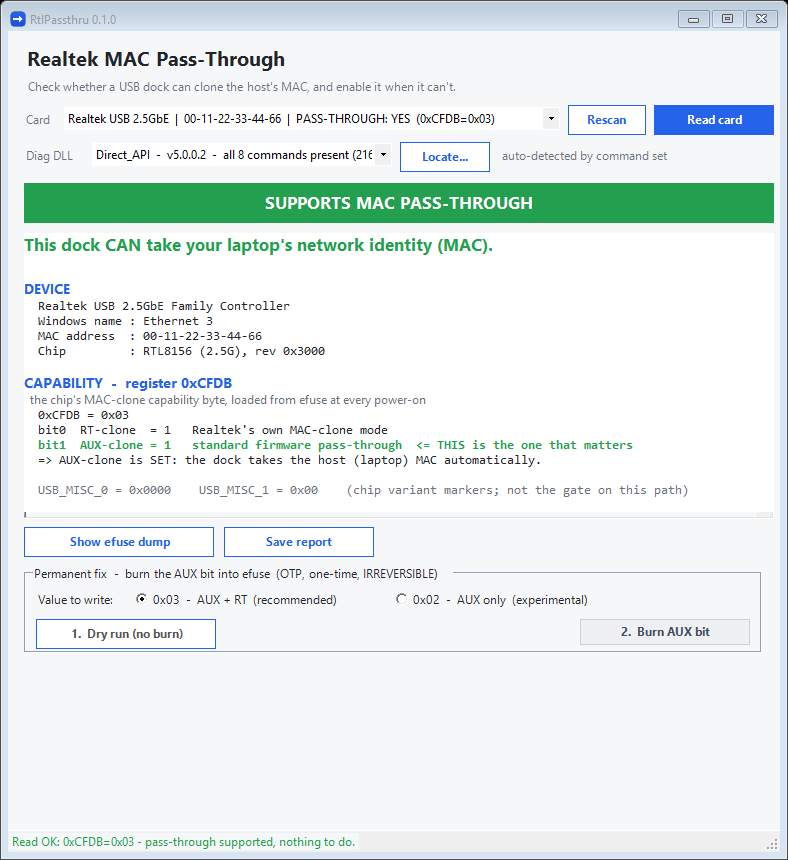 RtlPassthru 0.1.0
Realtek MAC Pass-Through
Check whether a USB dock can clone the host's MAC, and enable it when it can't.
Card Realtek USB 2.5GbE | 00-11-22-33-44-66 | PASS-THROUGH: YES (0xCFDB=0x03) Rescan Read card
Diag DLL Direct_API - v5.0.0.2 - all 8 commands present (216 Locate... auto-detected by command set
SUPPORTS MAC PASS-THROUGH
This dock CAN take your laptop's network identity (MAC).
DEVICE
Realtek USB 2.5GbE Family Controller
Windows name : Ethernet 3
MAC address : 00-11-22-33-44-66
Chip : RTL8156 (2.5G), rev 0x3000
CAPABILITY - register 0xCFDB
the chip's MAC-clone capability byte, loaded from efuse at every power-on
0xCFDB = 0x03
bit0 RT-clone = 1 Realtek's own MAC-clone mode
bit1 AUX-clone = 1 standard firmware pass-through <= THIS is the one that matters
=> AUX-clone is SET: the dock takes the host (laptop) MAC automatically.
USB_MISC_0 = 0x0000 USB_MISC_1 = 0x00 (chip variant markers; not the gate on this path)
Show efuse dump Save report
Permanent fix - burn the AUX bit into efuse (OTP, one-time, IRREVERSIBLE)
Value to write: 0x03 - AUX + RT (recommended) 0x02 - AUX only (experimental)
1. Dry run (no burn) 2. Burn AUX bit
Read OK: 0xCFDB=0x03 - pass-through supported, nothing to do.